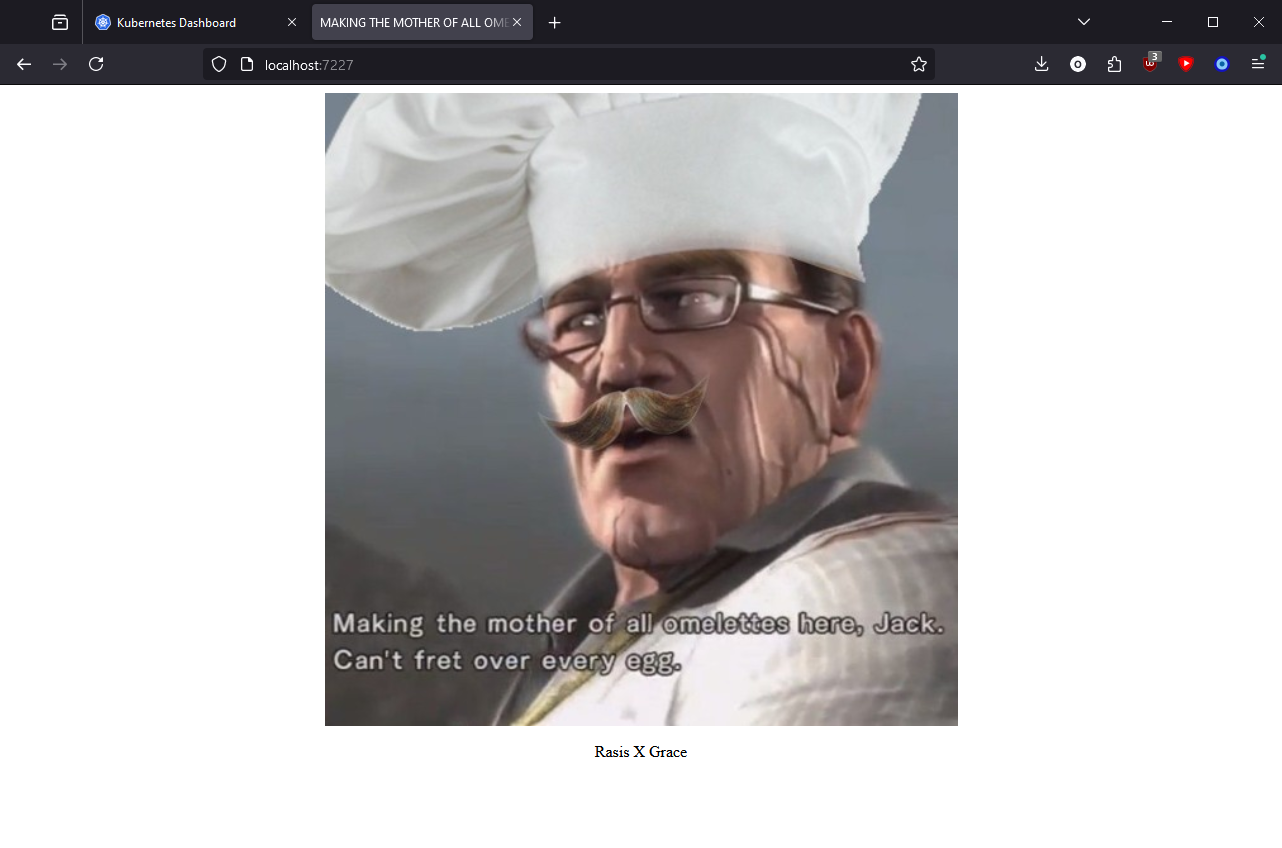 Kubernetes Dashboard
MAKING THE MOTHER OF ALL OME
localhost:7227
3
Making the mother of all omelettes here, Jack.
Can't fret over every egg.
Rasis X Grace